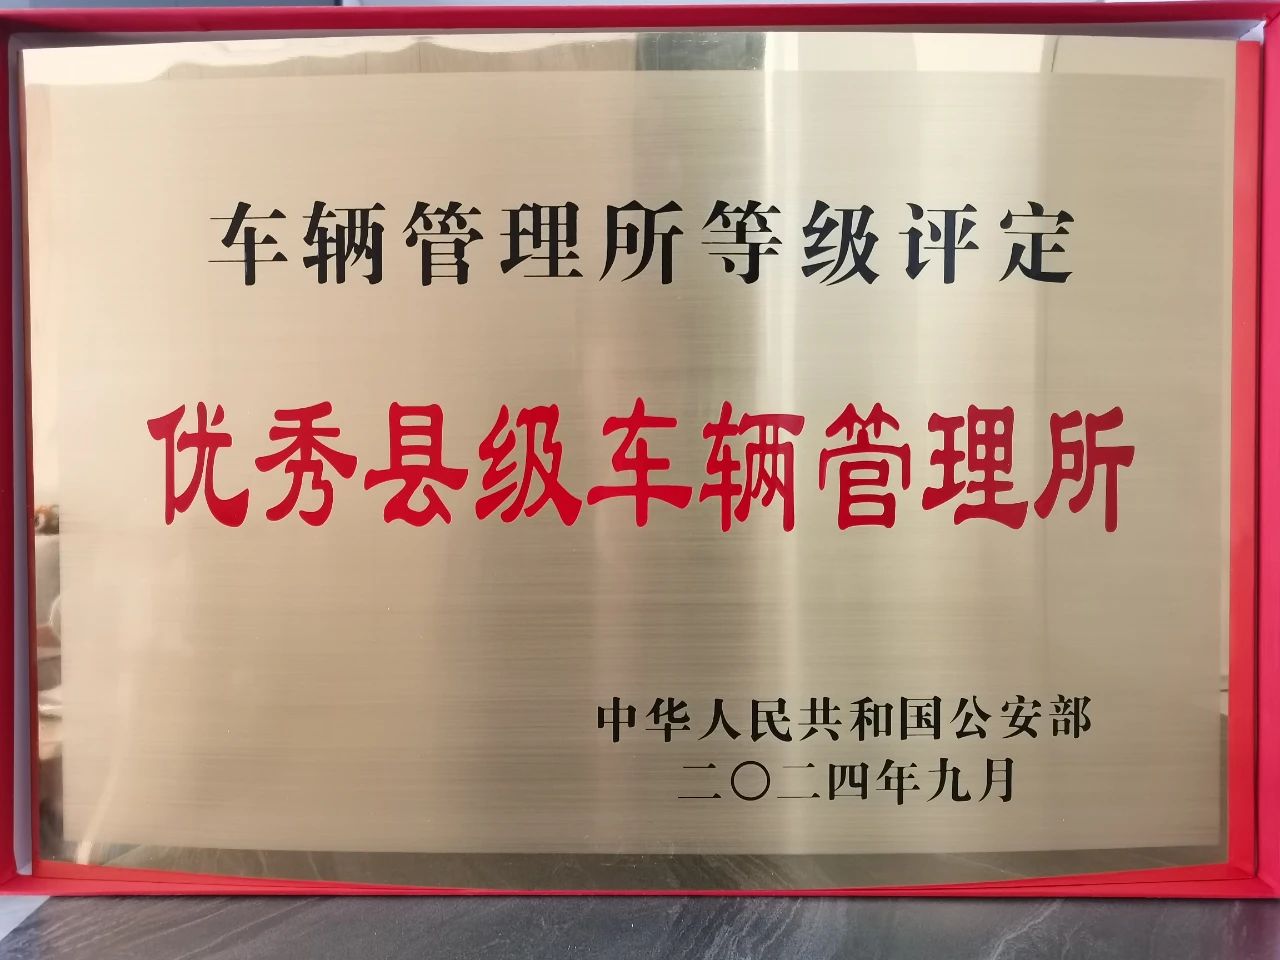 车辆管理所等级评定
优秀县级车辆管理所
中华人民共和国公安部
二〇二四年九月